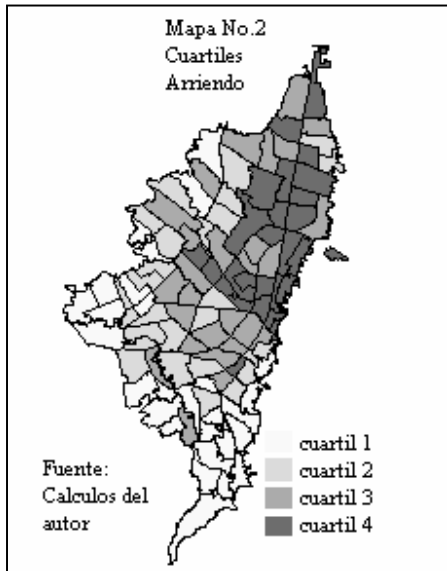 Mapa No.2
Cuartiles
Arriendo
cuartil 1
cuartil 2
cuartil 3
cuartil 4
Fuente:
Calculos del
autor